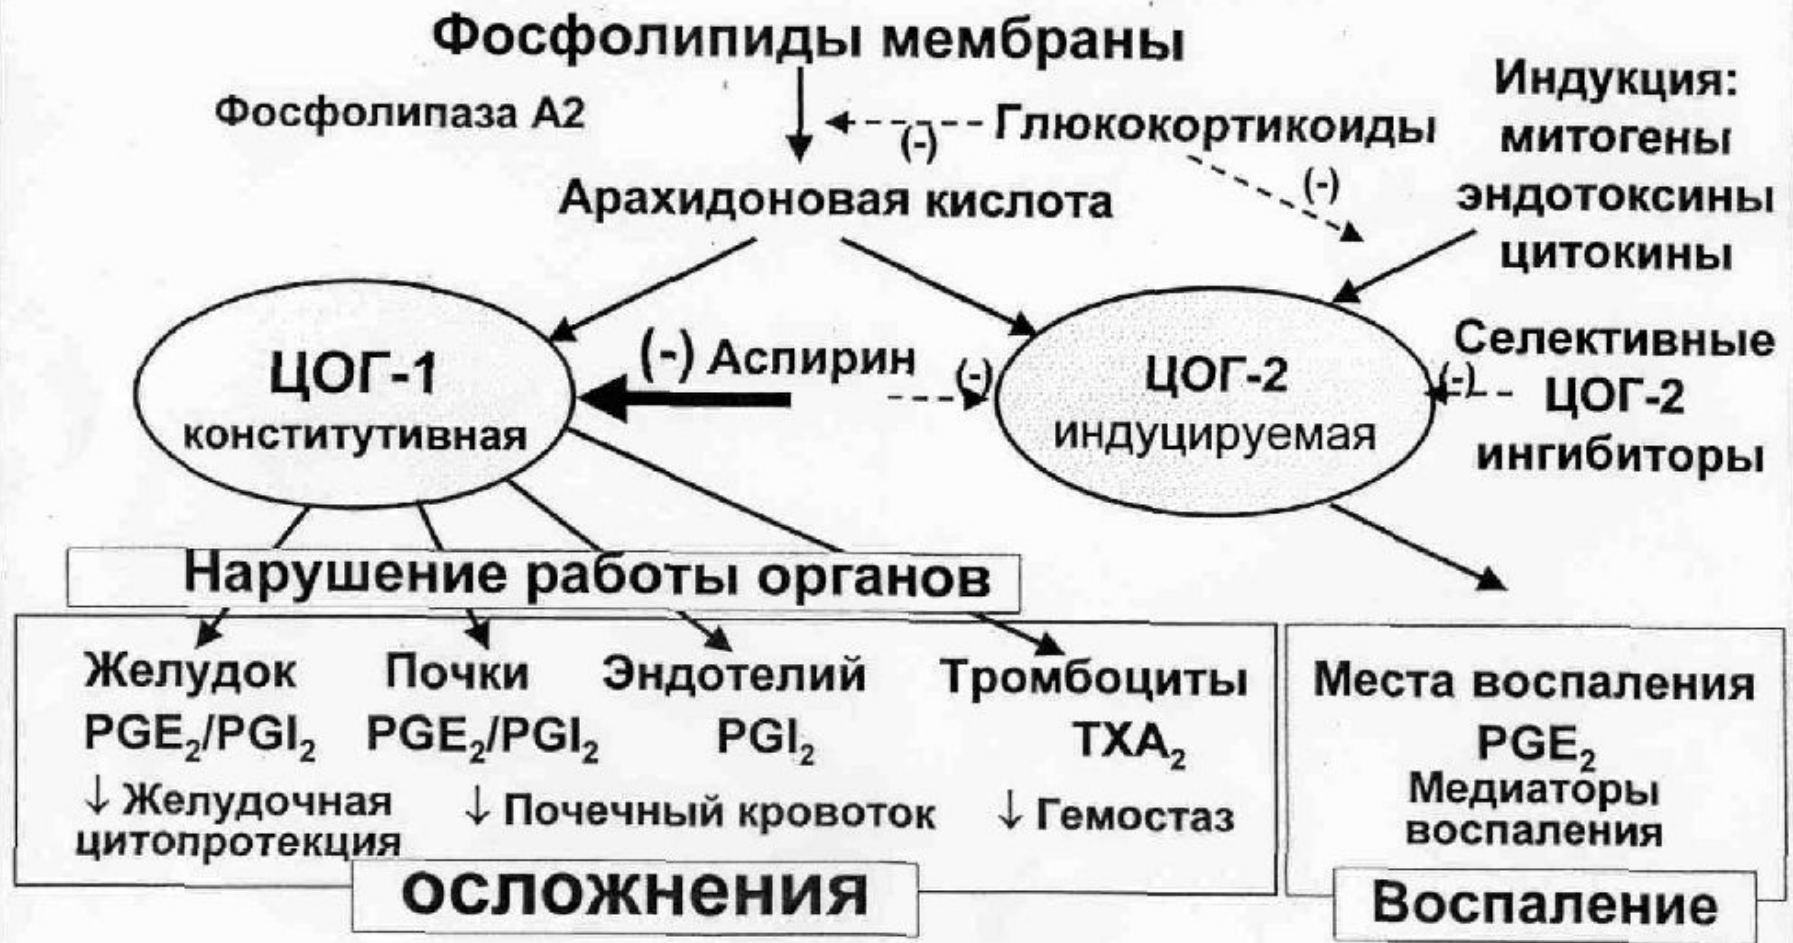 Фосфолипиды мембраны
Фосфолипаза А2
(-)
Глюкокортикоиды
(-)
Индукция:
митогены
эндотоксины
цитокины
Арахидоновая кислота
ЦОГ-1
конститутивная
(-) Аспирин
(-)
ЦОГ-2
индуцируемая
(-)
Селективные
ЦОГ-2
ингибиторы
Нарушение работы органов
Желудок
PGE₂/PGI₂
↓ Желудочная
цитопротекция
Почки
PGE₂/PGI₂
↓ Почечный кровоток
Эндотелий
PGI₂
Тромбоциты
TXA₂
↓ Гемостаз
осложнения
Места воспаления
PGE₂
Медиаторы
воспаления
Воспаление